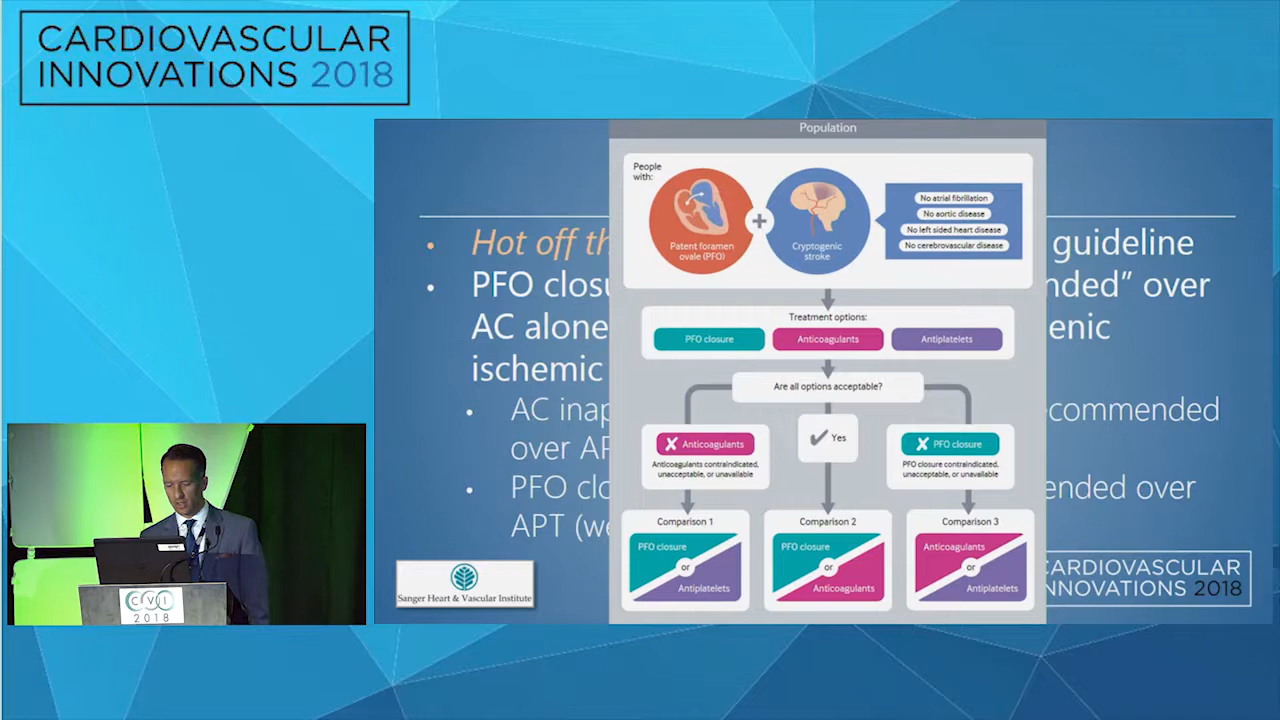 CARDIOVASCULAR
INNOVATIONS 2018
Population
People
with:
Patent foramen
ovale (PFO)
+
Cryptogenic
stroke
No atrial fibrillation
No aortic disease
No left sided heart disease
No cerebrovascular disease
Treatment options:
PFO closure
Anticoagulants
Antiplatelets
Are all options acceptable?
Anticoagulants
Anticoagulants contraindicated,
unacceptable, or unavailable
Yes
PFO closure
PFO closure contraindicated,
unacceptable, or unavailable
Comparison 1
PFO closure
or
Antiplatelets
Comparison 2
PFO closure
or
Anticoagulants
Comparison 3
Anticoagulants
or
Antiplatelets
Hot off th
guideline
PFO closu
nded” over
AC alone
enic
ischemic
AC inap
ecommended
over AP
PFO clo
ended over
APT (we
Sanger Heart & Vascular Institute
CARDIOVASCULAR
INNOVATIONS 2018
CVI
2018